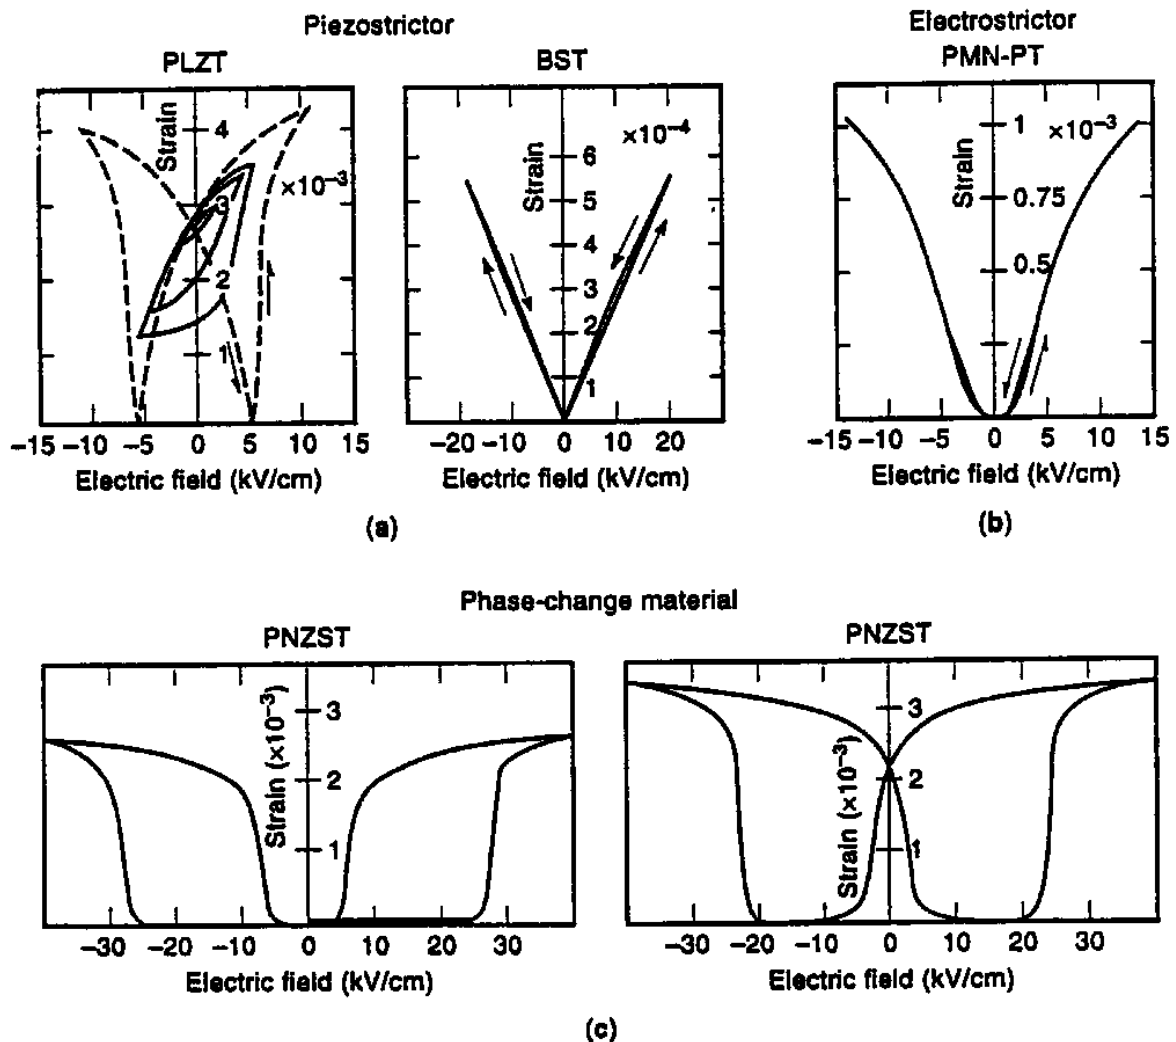 Piezostrictor
Electrostrictor
PLZT
BST
PMN-PT
Strain
4
×10⁻³
3
2
1
−15 −10 −5 0 5 10 15
Electric field (kV/cm)
×10⁻⁴
Strain
6
5
4
3
2
1
−20 −10 0 10 20
Electric field (kV/cm)
(a)
1
×10⁻³
Strain
0.75
0.5
−15 −10 −5 0 5 10 15
Electric field (kV/cm)
(b)
Phase-change material
PNZST
Strain (×10⁻³)
3
2
1
−30 −20 −10 0 10 20 30
Electric field (kV/cm)
PNZST
Strain (×10⁻³)
3
2
1
−30 −20 −10 0 10 20 30
Electric field (kV/cm)
(c)